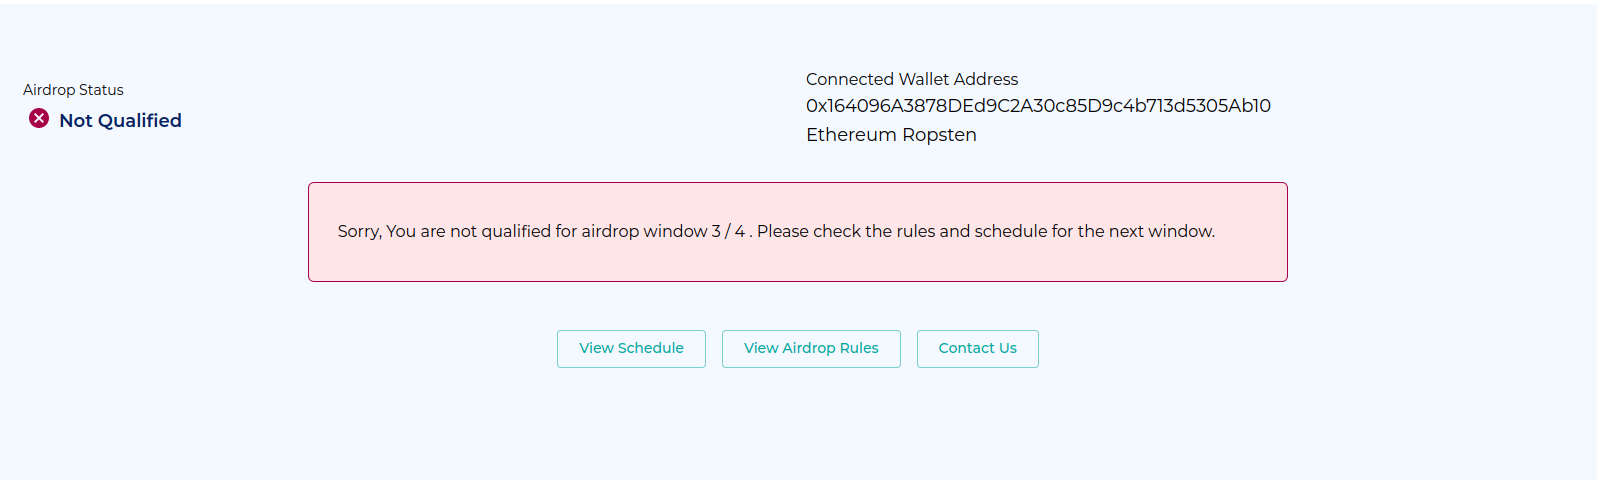 Airdrop Status
Not Qualified
Connected Wallet Address
0x164096A3878DEd9C2A30c85D9c4b713d5305Ab10
Ethereum Ropsten
Sorry, You are not qualified for airdrop window 3 / 4 . Please check the rules and schedule for the next window.
View Schedule
View Airdrop Rules
Contact Us